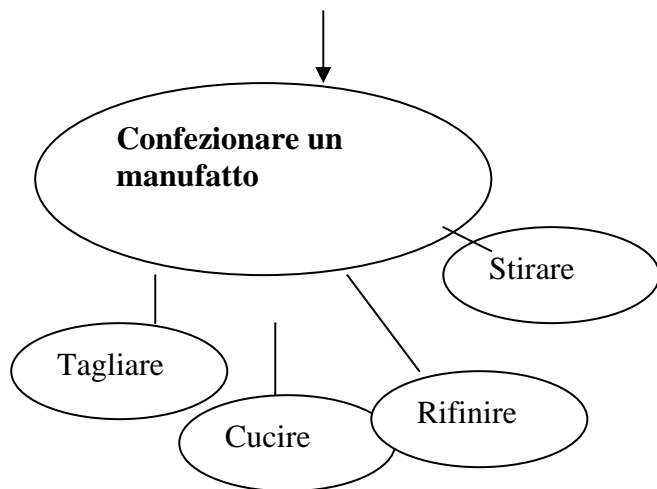 Confezionare un
manufatto
Stirare
Tagliare
Rifinire
Cucire